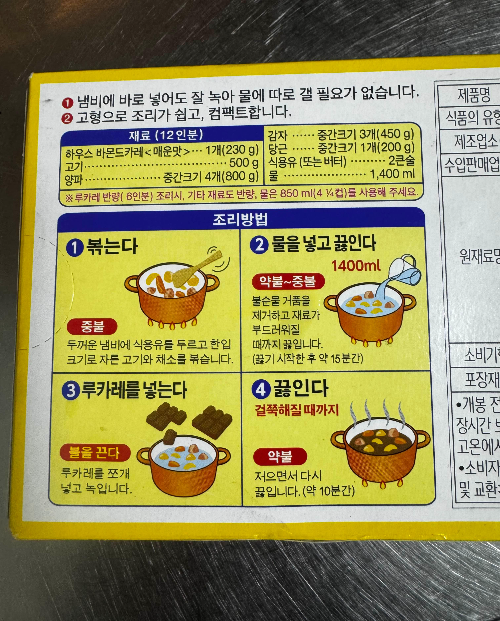 ❶ 냄비에 바로 넣어도 잘 녹아 물에 따로 갤 필요가 없습니다.
❷ 고형으로 조리가 쉽고, 컴팩트합니다.
재료 (12인분)
하우스 바몬드카레<매운맛>··· 1개(230 g)
고기 ··· 500 g
양파 ··· 중간크기 4개(800 g)
감자 ··· 중간크기 3개(450 g)
당근 ··· 중간크기 1개(200 g)
식용유 (또는 버터) ··· 2큰술
물 ··· 1,400 ml
※루카레 반량( 6인분) 조리시, 기타 재료도 반량, 물은 850 ml(4 ¼컵)를 사용해 주세요.
조리방법
❶ 볶는다
중불
두꺼운 냄비에 식용유를 두르고 한입
크기로 자른 고기와 채소를 볶습니다.
❷ 물을 넣고 끓인다
1400ml
약불~중불
불순물 거품을
제거하고 재료가
부드러워질
때까지 끓입니다.
(끓기 시작한 후 약 15분간)
❸ 루카레를 넣는다
불을 끈다
루카레를 쪼개
넣고 녹입니다.
❹ 끓인다
걸쭉해질 때까지
약불
저으면서 다시
끓입니다. (약 10분간)
제품명
식품의 유형
제조업소
수입판매업
원재료명
소비기한
포장재
•개봉 전
장시간 보
고온에서
•소비자
및 교환